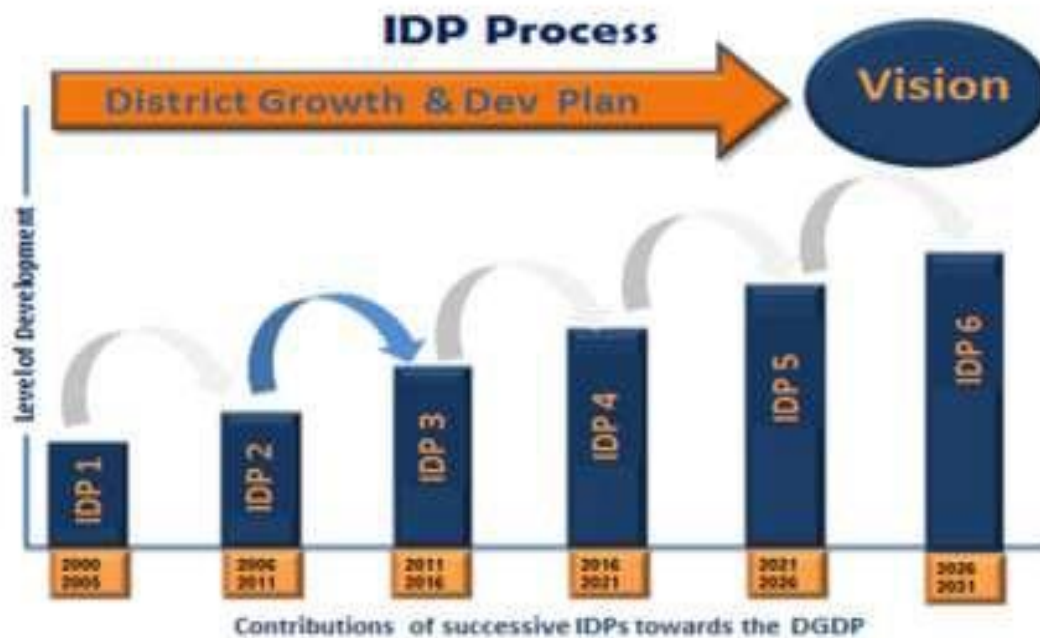 IDP Process
District Growth & Dev Plan
Vision
Level of Development
IDP 1
IDP 2
IDP 3
IDP 4
IDP 5
IDP 6
2000
2005
2006
2011
2011
2016
2016
2021
2021
2026
2026
2031
Contributions of successive IDPs towards the DGDP